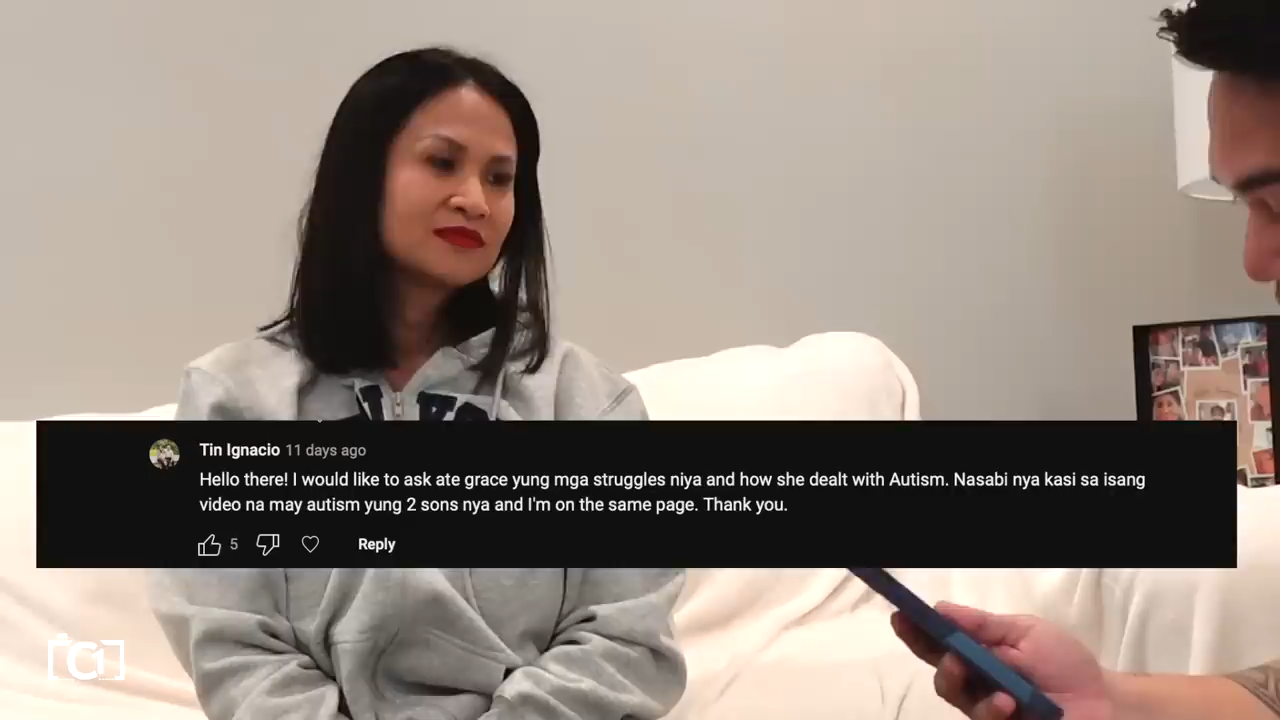 Tin Ignacio 11 days ago
Hello there! I would like to ask ate grace yung mga struggles niya and how she dealt with Autism. Nasabi nya kasi sa isang
video na may autism yung 2 sons nya and I'm on the same page. Thank you.
5 Reply